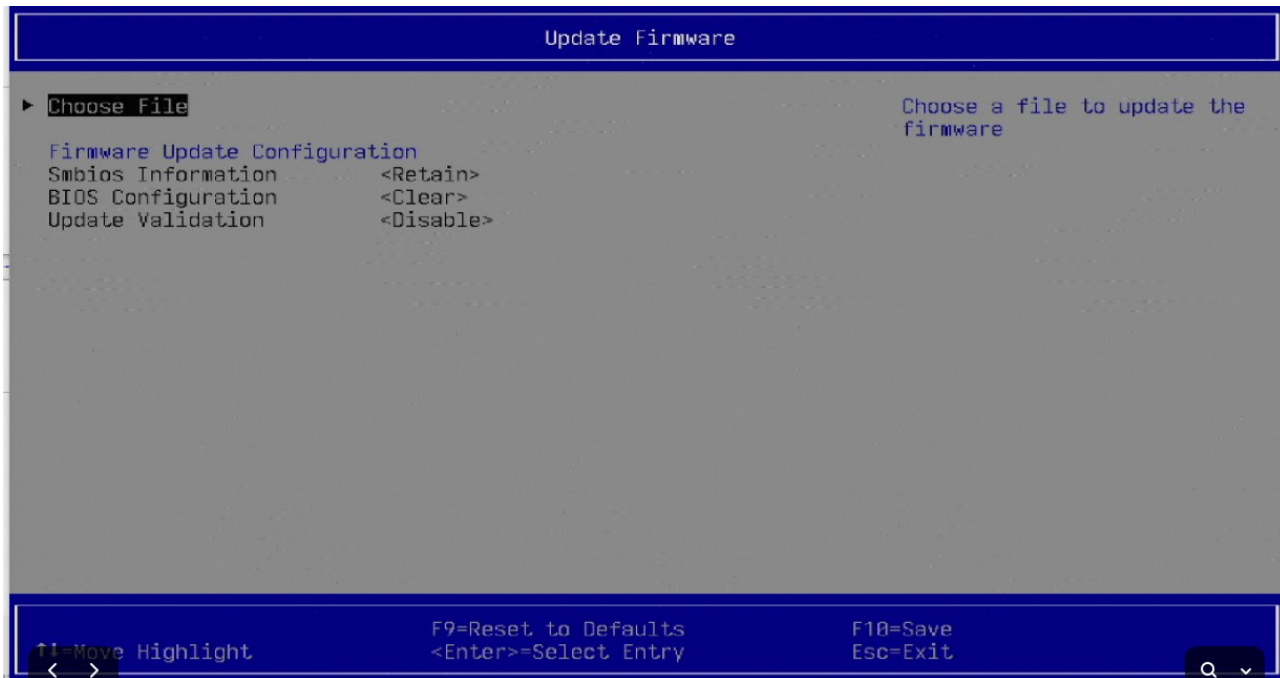 Update Firmware
Choose File
Choose a file to update the
firmware
Firmware Update Configuration
Smbios Information <Retain>
BIOS Configuration <Clear>
Update Validation <Disable>
F9=Reset to Defaults F10=Save
↑↓=Move Highlight <Enter>=Select Entry Esc=Exit